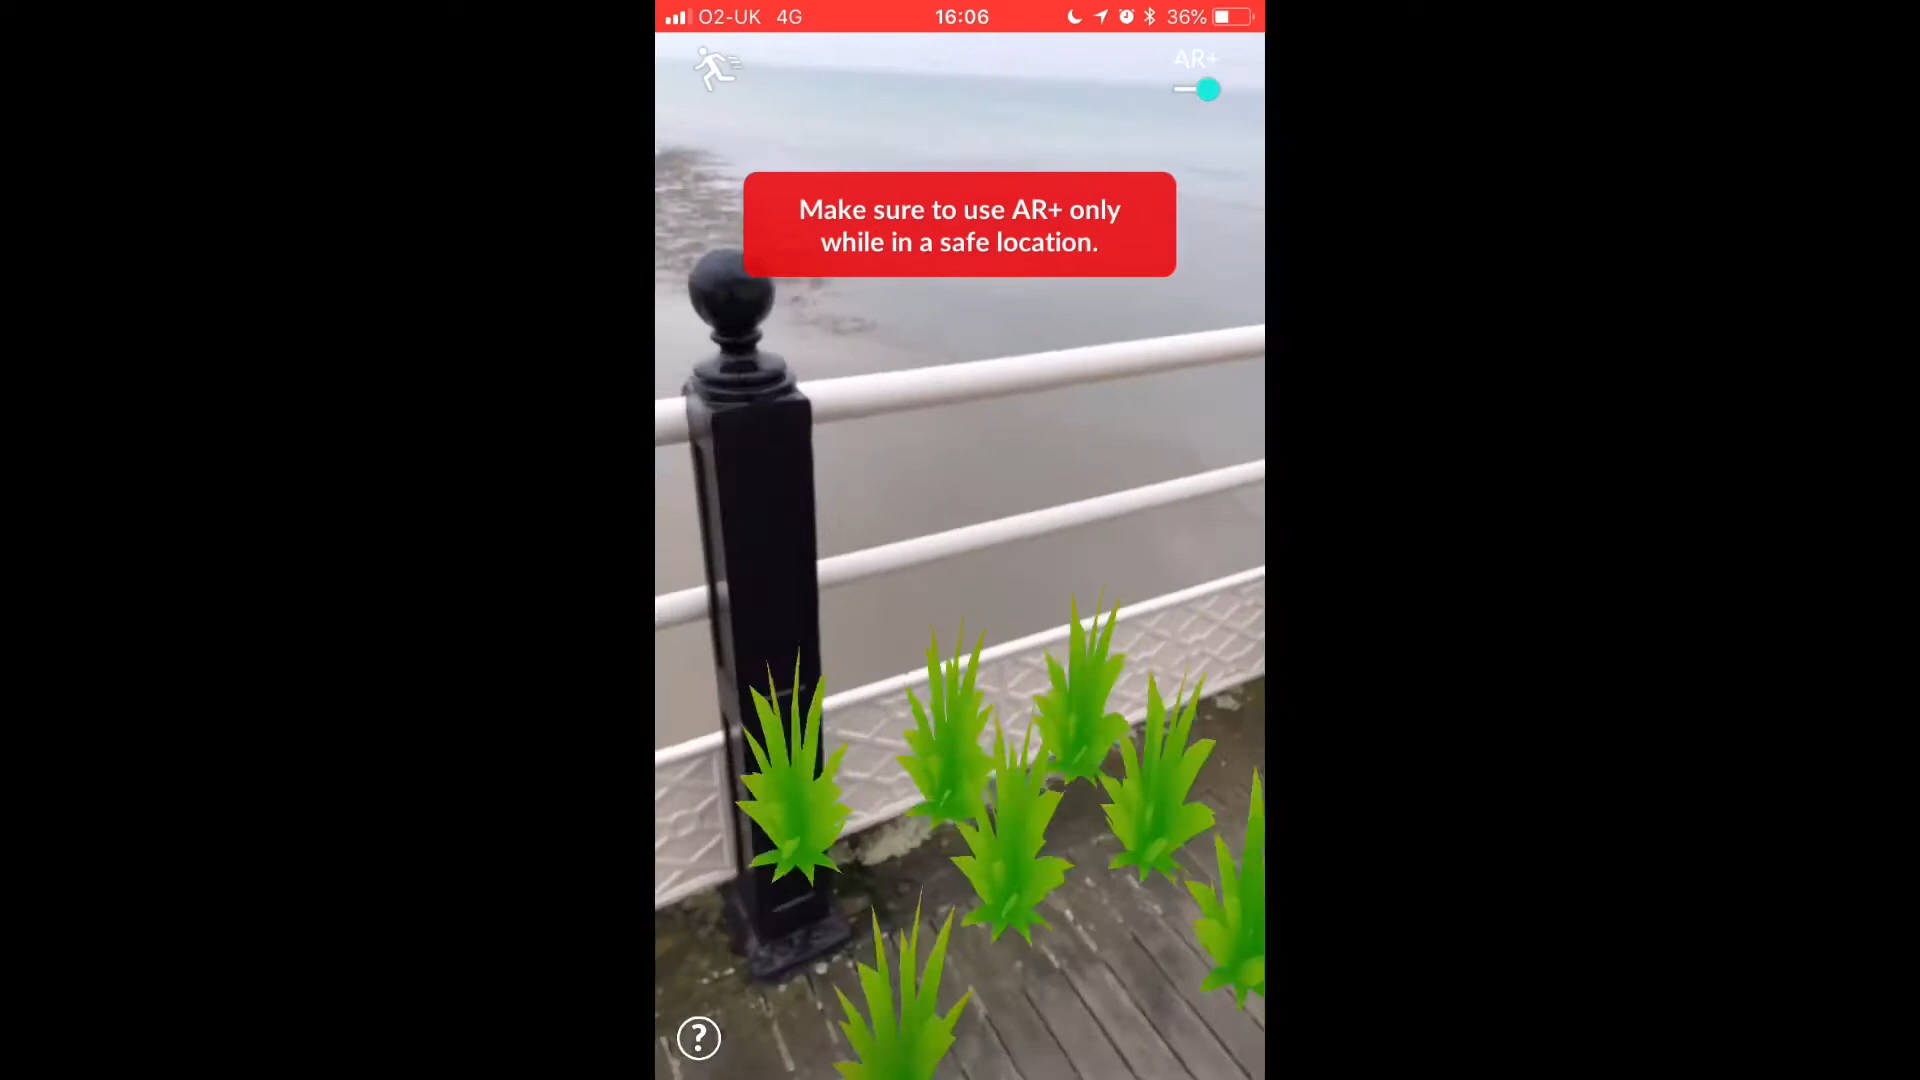 O2-UK 4G 16:06 36%
AR+
Make sure to use AR+ only
while in a safe location.
?